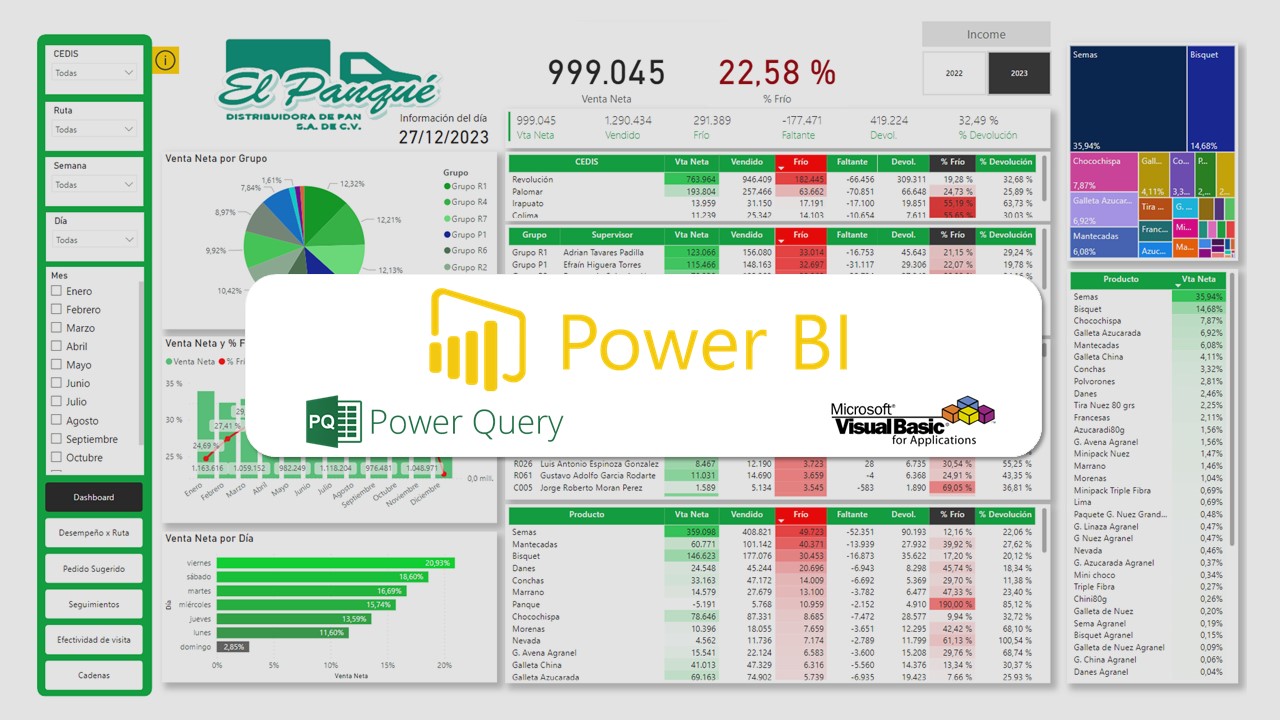 CEDIS
Todas
Ruta
Todas
Semana
Todas
Día
Todas
Mes
Enero
Febrero
Marzo
Abril
Mayo
Junio
Julio
Agosto
Septiembre
Octubre
Dashboard
Desempeño x Ruta
Pedido Sugerido
Seguimientos
Efectividad de visita
Cadenas
i
El Panqué
DISTRIBUIDORA DE PAN
S.A. DE C.V.
Información del día
27/12/2023
999.045
Venta Neta
22,58 %
% Frío
Income
2022
2023
999.045 1.290.434 291.389 -177.471 419.224 32,49 %
Vta Neta Vendido Frío Faltante Devol. % Devolución
Venta Neta por Grupo
1,61%
7,84%
8,97%
9,92%
10,42%
12,32%
12,21%
12,13%
Grupo
Grupo R1
Grupo R4
Grupo R7
Grupo P1
Grupo R6
Grupo R2
CEDIS Vta Neta Vendido Frío Faltante Devol. % Frío % Devolución
Revolución 763.964 946.409 182.445 -66.456 309.311 19,28 % 32,68 %
Palomar 193.804 257.466 63.662 -70.851 66.648 24,73 % 25,89 %
Irapuato 13.959 31.150 17.191 -17.100 19.851 55,19 % 63,73 %
Colima 11.239 25.342 14.103 -10.654 7.611 55,65 % 30,03 %
Grupo Supervisor Vta Neta Vendido Frío Faltante Devol. % Frío % Devolución
Grupo R1 Adrian Tavares Padilla 123.066 156.080 33.014 -16.753 45.643 21,15 % 29,24 %
Grupo P1 Efraín Higuera Torres 115.466 148.163 32.697 -31.117 29.306 22,07 % 19,78 %
Power BI
PQ
Power Query
Microsoft®
Visual Basic®
for Applications
Venta Neta y % F
Venta Neta % Frí
35 %
30 %
25 %
24,69 %
27,41 %
29,
1.163.616 1.059.152 982.249 1.118.204 976.481 1.048.971
0,0 mill.
Enero Febrero Marzo Abril Mayo Junio Julio Agosto Septiembre Octubre Noviembre Diciembre
R026 Luis Antonio Espinoza Gonzalez 8.467 12.190 3.723 28 6.735 30,54 % 55,25 %
R061 Gustavo Adolfo Garcia Rodarte 11.031 14.690 3.659 -4 6.368 24,91 % 43,35 %
C005 Jorge Roberto Moran Perez 1.589 5.134 3.545 -583 1.890 69,05 % 36,81 %
Venta Neta por Día
Día
viernes 20,93%
sábado 18,60%
martes 16,69%
miércoles 15,74%
jueves 13,59%
lunes 11,60%
domingo 2,85%
0% 5% 10% 15% 20%
Venta Neta
Producto Vta Neta Vendido Frío Faltante Devol. % Frío % Devolución
Semas 359.098 408.821 49.723 -52.351 90.193 12,16 % 22,06 %
Mantecadas 60.771 101.142 40.371 -13.939 27.932 39,92 % 27,62 %
Bisquet 146.623 177.076 30.453 -16.873 35.622 17,20 % 20,12 %
Danes 24.548 45.244 20.696 -6.943 8.298 45,74 % 18,34 %
Conchas 33.163 47.172 14.009 -6.692 5.369 29,70 % 11,38 %
Marrano 14.579 27.679 13.100 -3.782 6.477 47,33 % 23,40 %
Panque -5.191 5.768 10.959 -2.152 4.910 190,00 % 85,12 %
Chocochispa 78.646 87.331 8.685 -7.472 28.577 9,94 % 32,72 %
Morenas 10.396 18.055 7.659 -3.651 12.295 42,42 % 68,10 %
Nevada 4.562 11.736 7.174 -2.789 11.799 61,13 % 100,54 %
G. Avena Agranel 15.541 22.124 6.583 -3.600 15.208 29,76 % 68,74 %
Galleta China 41.013 47.329 6.316 -5.560 14.376 13,34 % 30,37 %
Galleta Azucarada 69.163 74.902 5.739 -6.935 19.423 7,66 % 25,93 %
Semas
35,94%
Bisquet
14,68%
Chocochispa
7,87%
Galleta Azucar...
6,92%
Mantecadas
6,08%
Gall...
4,11%
Co...
3,3...
P...
2,...
2...
Tira ...
G. ...
Franc...
Mi...
Azuc...
Ma...
Producto Vta Neta
Semas 35,94%
Bisquet 14,68%
Chocochispa 7,87%
Galleta Azucarada 6,92%
Mantecadas 6,08%
Galleta China 4,11%
Conchas 3,32%
Polvorones 2,81%
Danes 2,46%
Tira Nuez 80 grs 2,25%
Francesas 2,11%
Azucaradi80g 1,56%
G. Avena Agranel 1,56%
Minipack Nuez 1,47%
Marrano 1,46%
Morenas 1,04%
Minipack Triple Fibra 0,69%
Lima 0,69%
Paquete G. Nuez Grand... 0,48%
G. Linaza Agranel 0,47%
G Nuez Agranel 0,47%
Nevada 0,46%
G. Amaranto Agranel 0,37%
Mini choco 0,34%
Triple Fibra 0,27%
Chini80g 0,26%
Galleta de Nuez 0,20%
Sema Agranel 0,19%
Bisquet Agranel 0,15%
Galleta de Nuez Agranel 0,09%
G. China Agranel 0,06%
Danes Agranel 0,04%